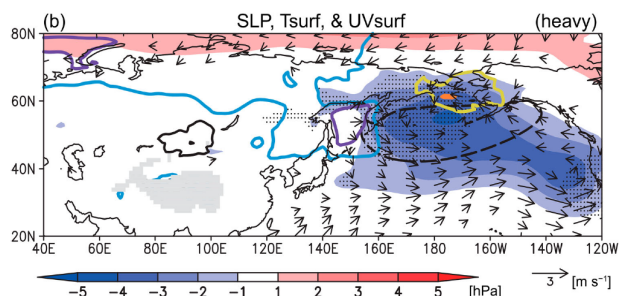 (b) SLP, Tsurf, & UVsurf (heavy)
80N
60N
40N
20N
40E 60E 80E 100E 120E 140E 160E 180 160W 140W 120W
-5 -4 -3 -2 -1 1 2 3 4 5 [hPa] 3 [m s⁻¹]